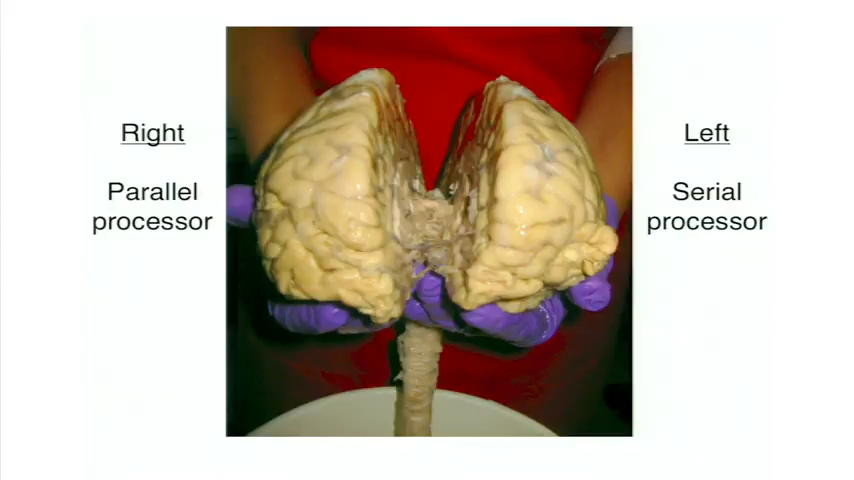 Right
Parallel
processor
Left
Serial
processor